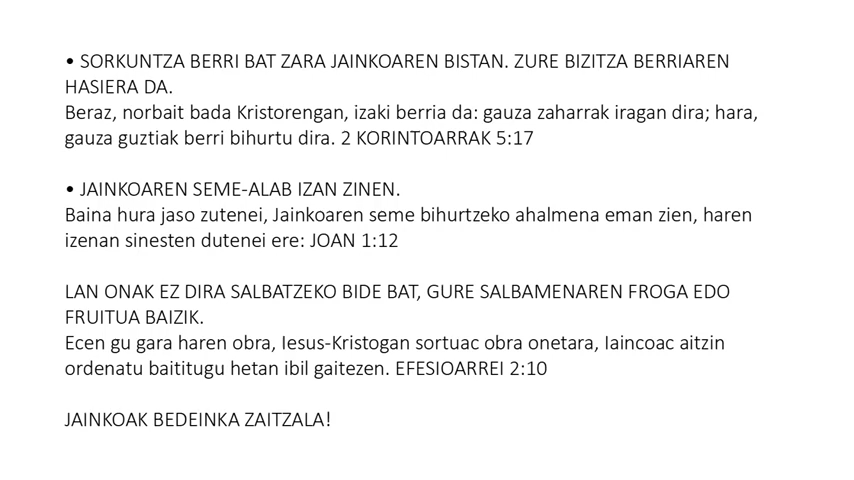 • SORKUNTZA BERRI BAT ZARA JAINKOAREN BISTAN. ZURE BIZITZA BERRIAREN
HASIERA DA.
Beraz, norbait bada Kristorengan, izaki berria da: gauza zaharrak iragan dira; hara,
gauza guztiak berri bihurtu dira. 2 KORINTOARRAK 5:17
• JAINKOAREN SEME-ALAB IZAN ZINEN.
Baina hura jaso zutenei, Jainkoaren seme bihurtzeko ahalmena eman zien, haren
izenan sinesten dutenei ere: JOAN 1:12
LAN ONAK EZ DIRA SALBATZEKO BIDE BAT, GURE SALBAMENAREN FROGA EDO
FRUITUA BAIZIK.
Ecen gu gara haren obra, Iesus-Kristogan sortuac obra onetara, Iaincoac aitzin
ordenatu baititugu hetan ibil gaitezen. EFESIOARREI 2:10
JAINKOAK BEDEINKA ZAITZALA!